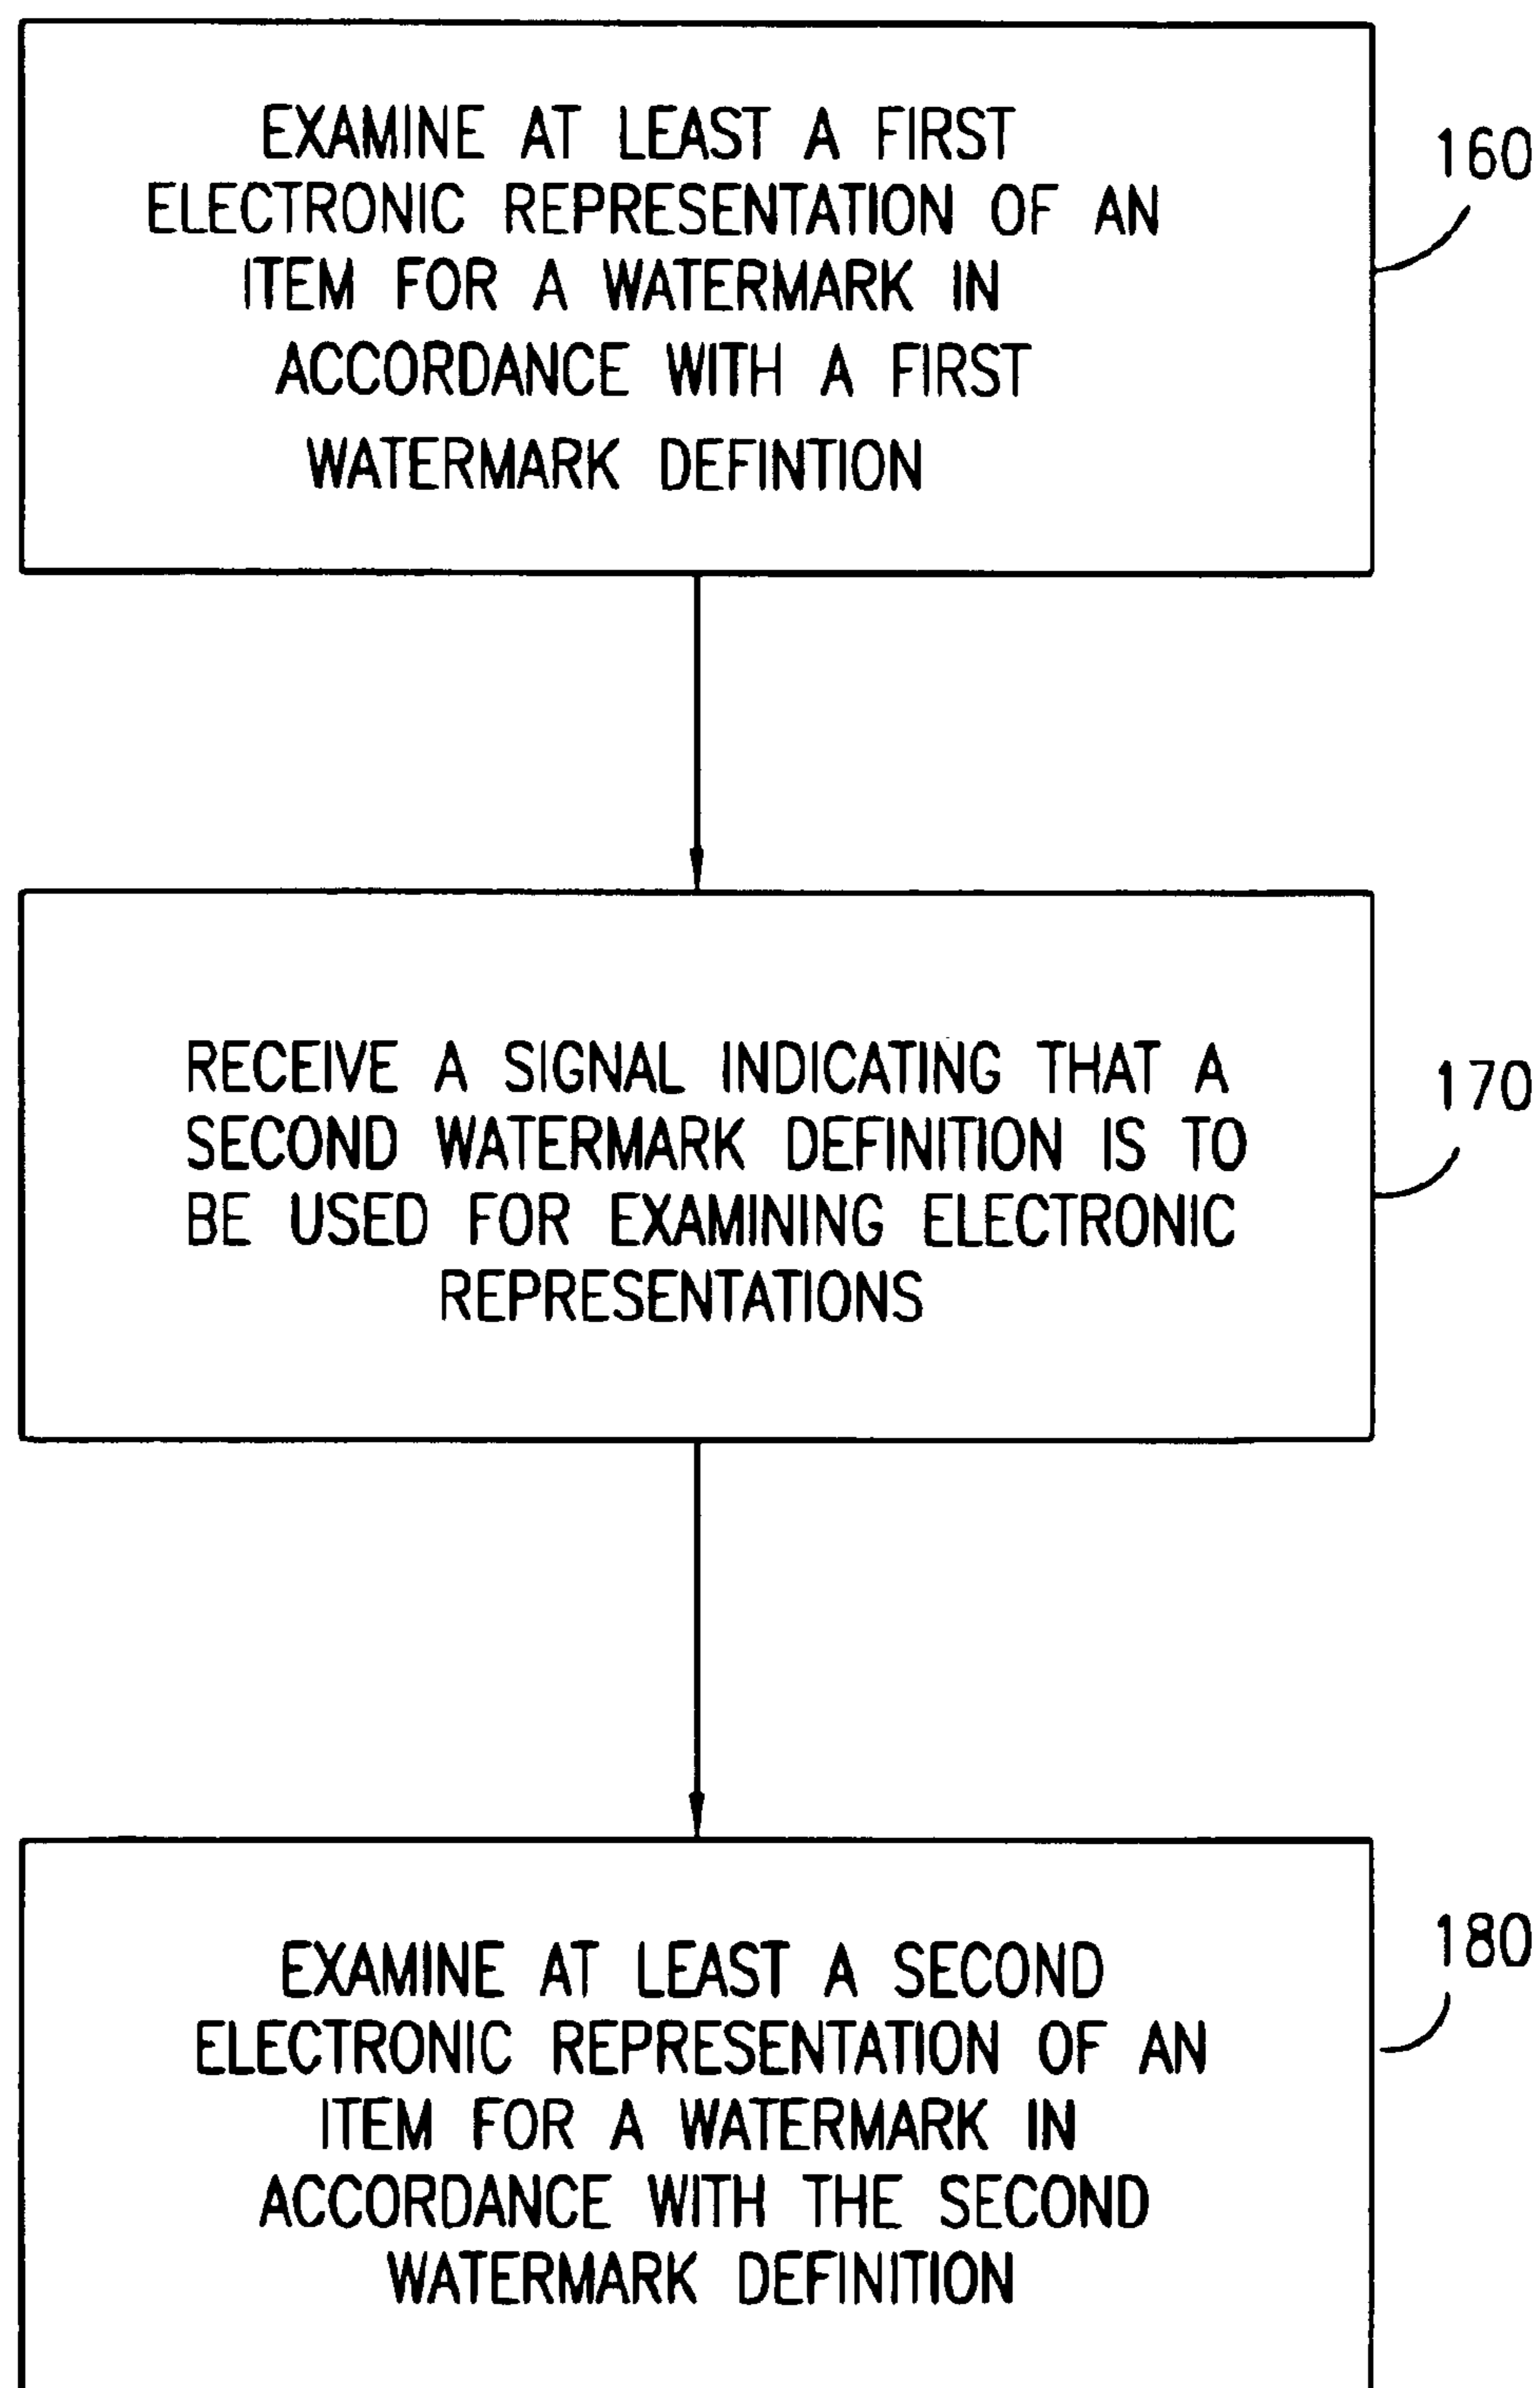 EXAMINE AT LEAST A FIRST
ELECTRONIC REPRESENTATION OF AN
ITEM FOR A WATERMARK IN
ACCORDANCE WITH A FIRST
WATERMARK DEFINTION
160
RECEIVE A SIGNAL INDICATING THAT A
SECOND WATERMARK DEFINITION IS TO
BE USED FOR EXAMINING ELECTRONIC
REPRESENTATIONS
170
EXAMINE AT LEAST A SECOND
ELECTRONIC REPRESENTATION OF AN
ITEM FOR A WATERMARK IN
ACCORDANCE WITH THE SECOND
WATERMARK DEFINITION
180